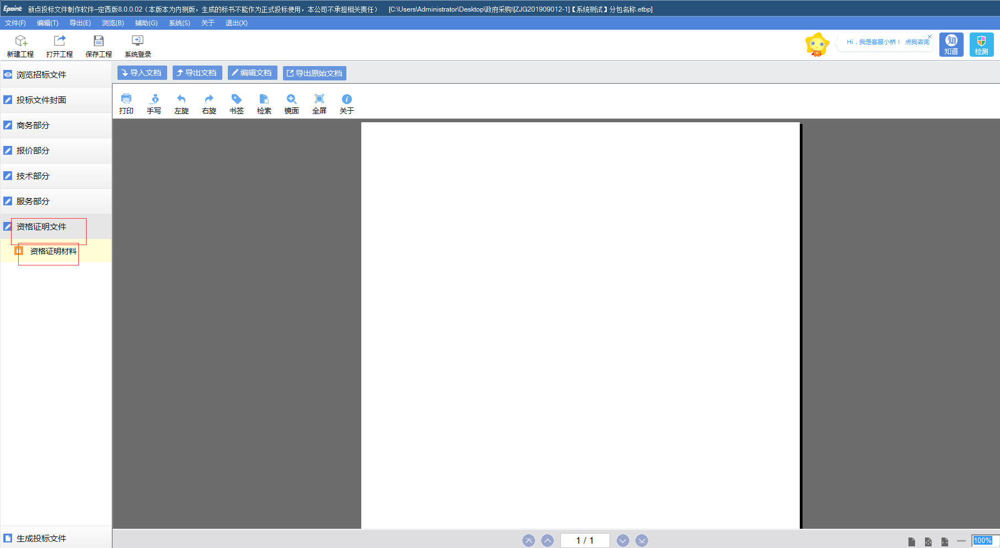 Epoint 新点投标文件制作软件-定西版8.0.0.02（本版本为内测版，生成的标书不能作为正式投标使用，本公司不承担相关责任） [C:\Users\Administrator\Desktop\政府采购\[ZJG201909012-1]【系统测试】分包名称.etbp]
文件(F) 编辑(T) 导出(E) 浏览(B) 辅助(G) 系统(S) 关于 退出(X)
新建工程 打开工程 保存工程 系统登录
Hi，我是客服小桥！ 点我咨询
知
知道
检测
导入文档 导出文档 编辑文档 导出原始文档
打印 手写 左旋 右旋 书签 检索 镜面 全屏 关于
浏览招标文件
投标文件封面
商务部分
报价部分
技术部分
服务部分
资格证明文件
资格证明材料
生成投标文件
1 / 1
100%